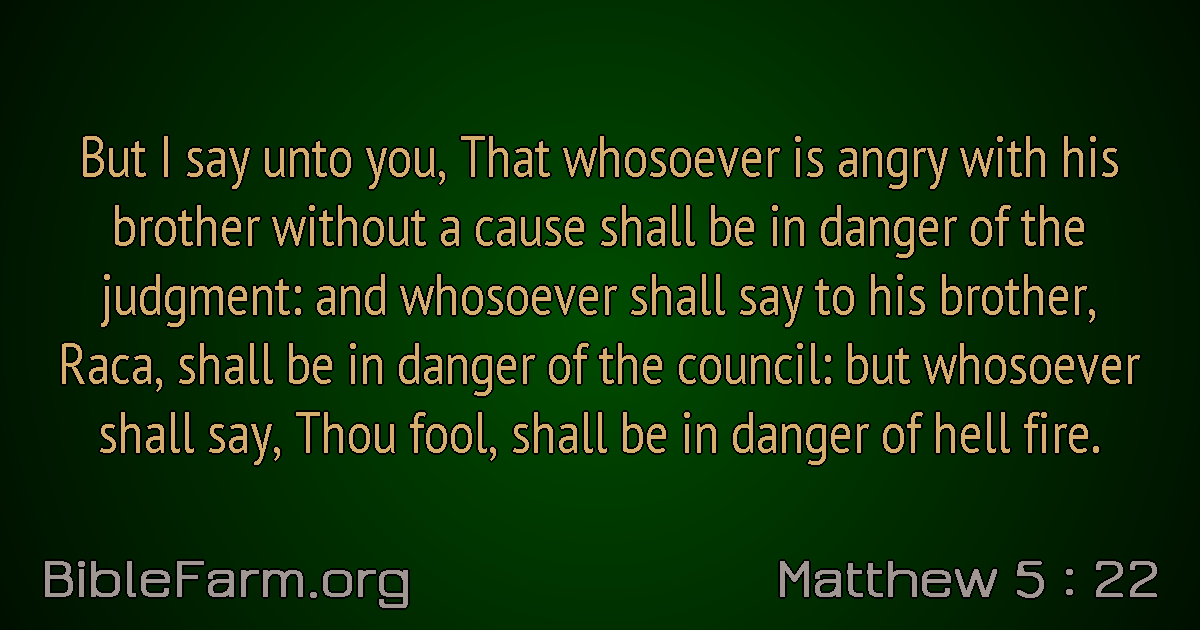 But I say unto you, That whosoever is angry with his
brother without a cause shall be in danger of the
judgment: and whosoever shall say to his brother,
Raca, shall be in danger of the council: but whosoever
shall say, Thou fool, shall be in danger of hell fire.
BibleFarm.org
Matthew 5 : 22